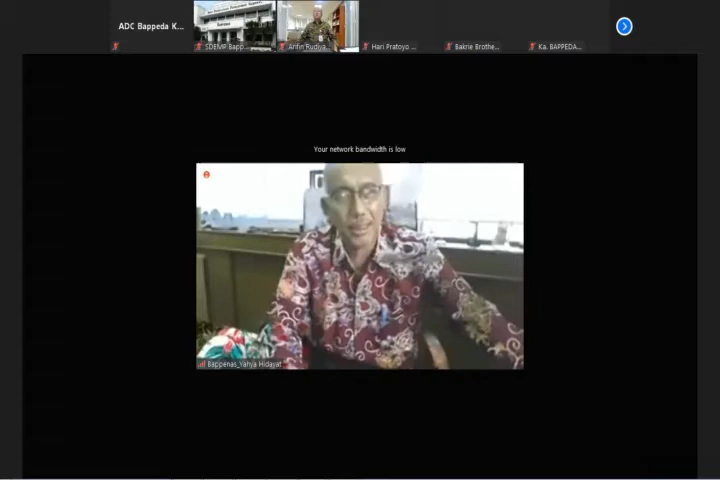 ADC Bappeda K...
SDEMP Bapp...
Arifin Rudiya...
Hari Pratoyo
Bakrie Brothe...
Ka. BAPPEDA...
Your network bandwidth is low
Bappenas_Yahya Hidayat